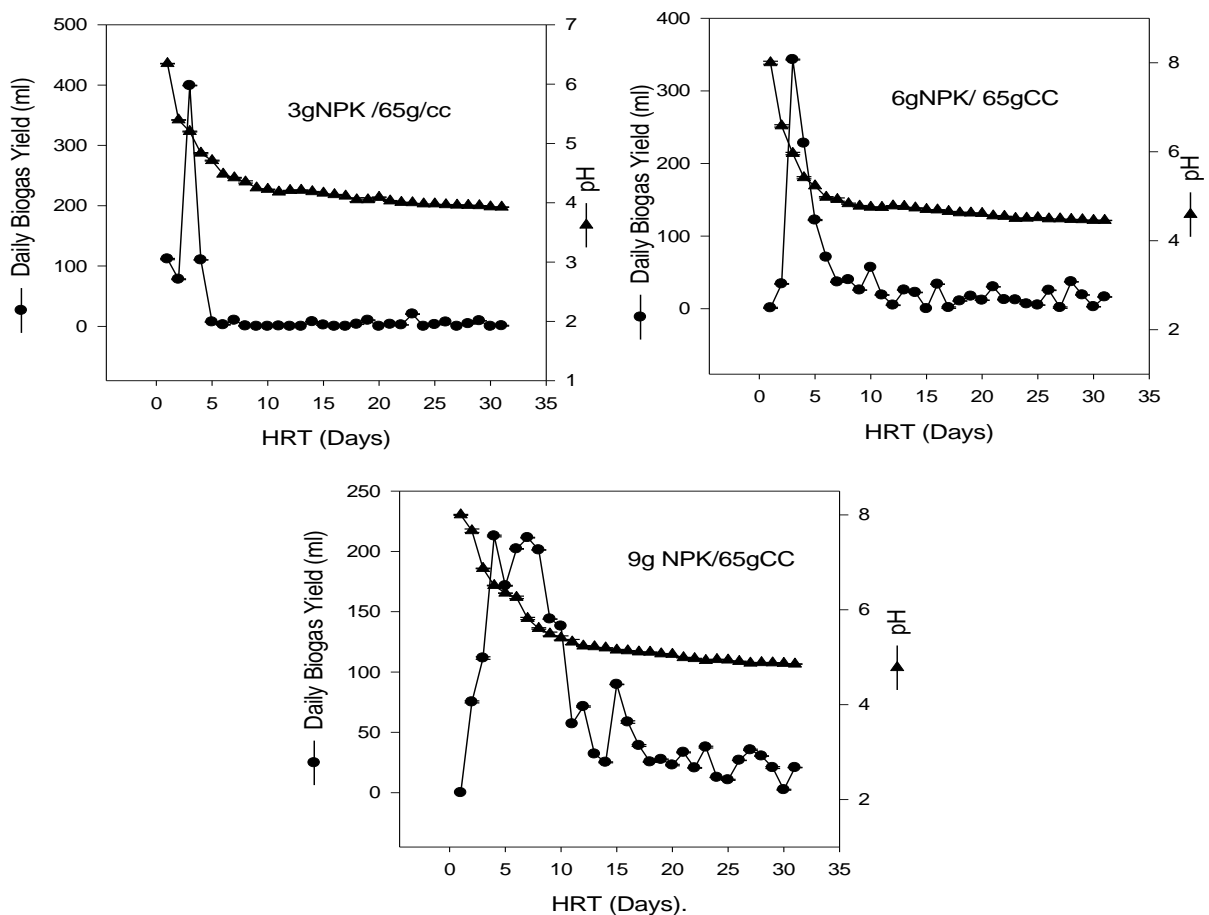 500
400
300
200
100
0
Daily Biogas Yield (ml)
3gNPK /65g/cc
7
6
5
4
3
2
1
pH
0 5 10 15 20 25 30 35
HRT (Days)
400
350
300
250
200
150
100
50
0
Daily Biogas Yield (ml)
6gNPK/ 65gCC
8
6
4
2
pH
0 5 10 15 20 25 30 35
HRT (Days)
250
200
150
100
50
0
Daily Biogas Yield (ml)
9g NPK/65gCC
8
6
4
2
pH
0 5 10 15 20 25 30 35
HRT (Days).